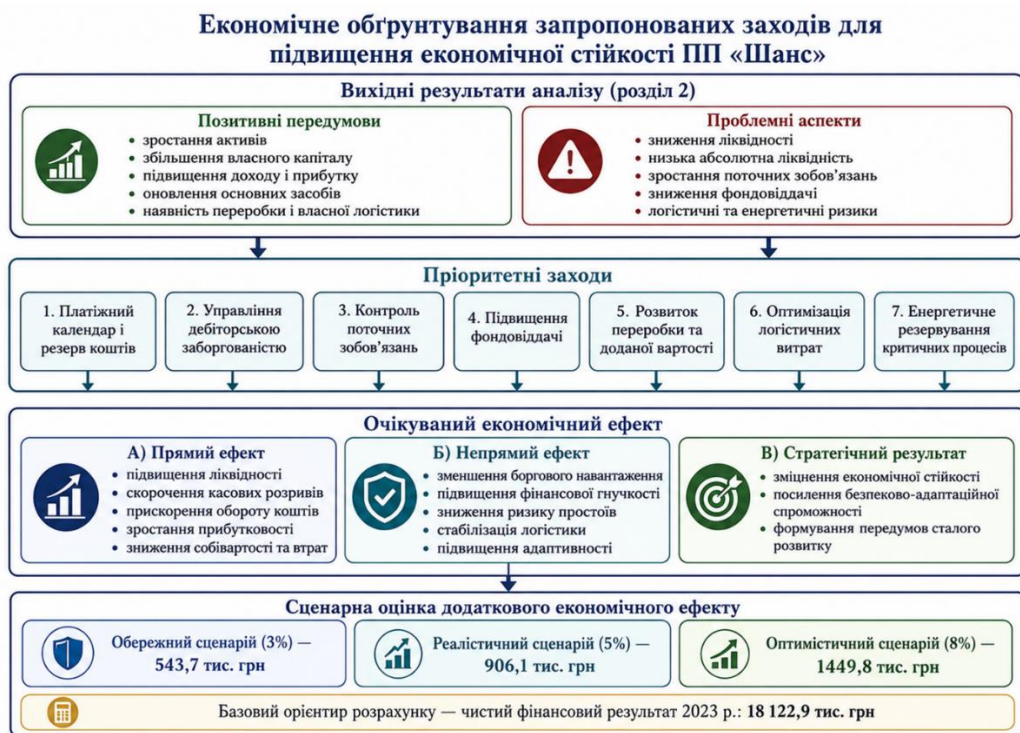 Економічне обґрунтування запропонованих заходів для
підвищення економічної стійкості ПП «Шанс»
Вихідні результати аналізу (розділ 2)
Позитивні передумови
• зростання активів
• збільшення власного капіталу
• підвищення доходу і прибутку
• оновлення основних засобів
• наявність переробки і власної логістики
Проблемні аспекти
• зниження ліквідності
• низька абсолютна ліквідність
• зростання поточних зобов’язань
• зниження фондовіддачі
• логістичні та енергетичні ризики
Пріоритетні заходи
1. Платіжний
календар і
резерв коштів
2. Управління
дебіторською
заборгованістю
3. Контроль
поточних
зобов’язань
4. Підвищення
фондовіддачі
5. Розвиток
переробки та
доданої вартості
6. Оптимізація
логістичних
витрат
7. Енергетичне
резервування
критичних процесів
Очікуваний економічний ефект
А) Прямий ефект
• підвищення ліквідності
• скорочення касових розривів
• прискорення обороту коштів
• зростання прибутковості
• зниження собівартості та втрат
Б) Непрямий ефект
• зменшення боргового навантаження
• підвищення фінансової гнучкості
• зниження ризику простоїв
• стабілізація логістики
• підвищення адаптивності
В) Стратегічний результат
• зміцнення економічної стійкості
• посилення безпеково-адаптаційної
спроможності
• формування передумов сталого
розвитку
Сценарна оцінка додаткового економічного ефекту
Обережний сценарій (3%) —
543,7 тис. грн
Реалістичний сценарій (5%) —
906,1 тис. грн
Оптимістичний сценарій (8%) —
1449,8 тис. грн
Базовий орієнтир розрахунку — чистий фінансовий результат 2023 р.: 18 122,9 тис. грн